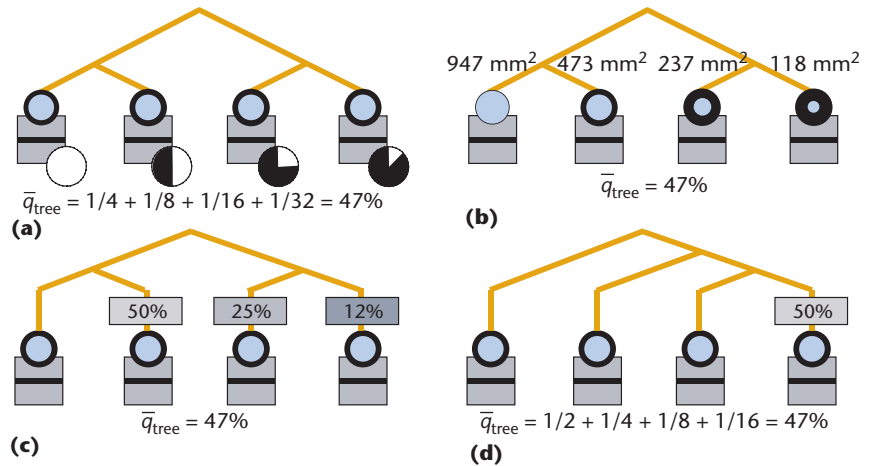 q̅tree = 1/4 + 1/8 + 1/16 + 1/32 = 47%
(a)
947 mm² 473 mm² 237 mm² 118 mm²
q̅tree = 47%
(b)
50% 25% 12%
q̅tree = 47%
(c)
50%
q̅tree = 1/2 + 1/4 + 1/8 + 1/16 = 47%
(d)